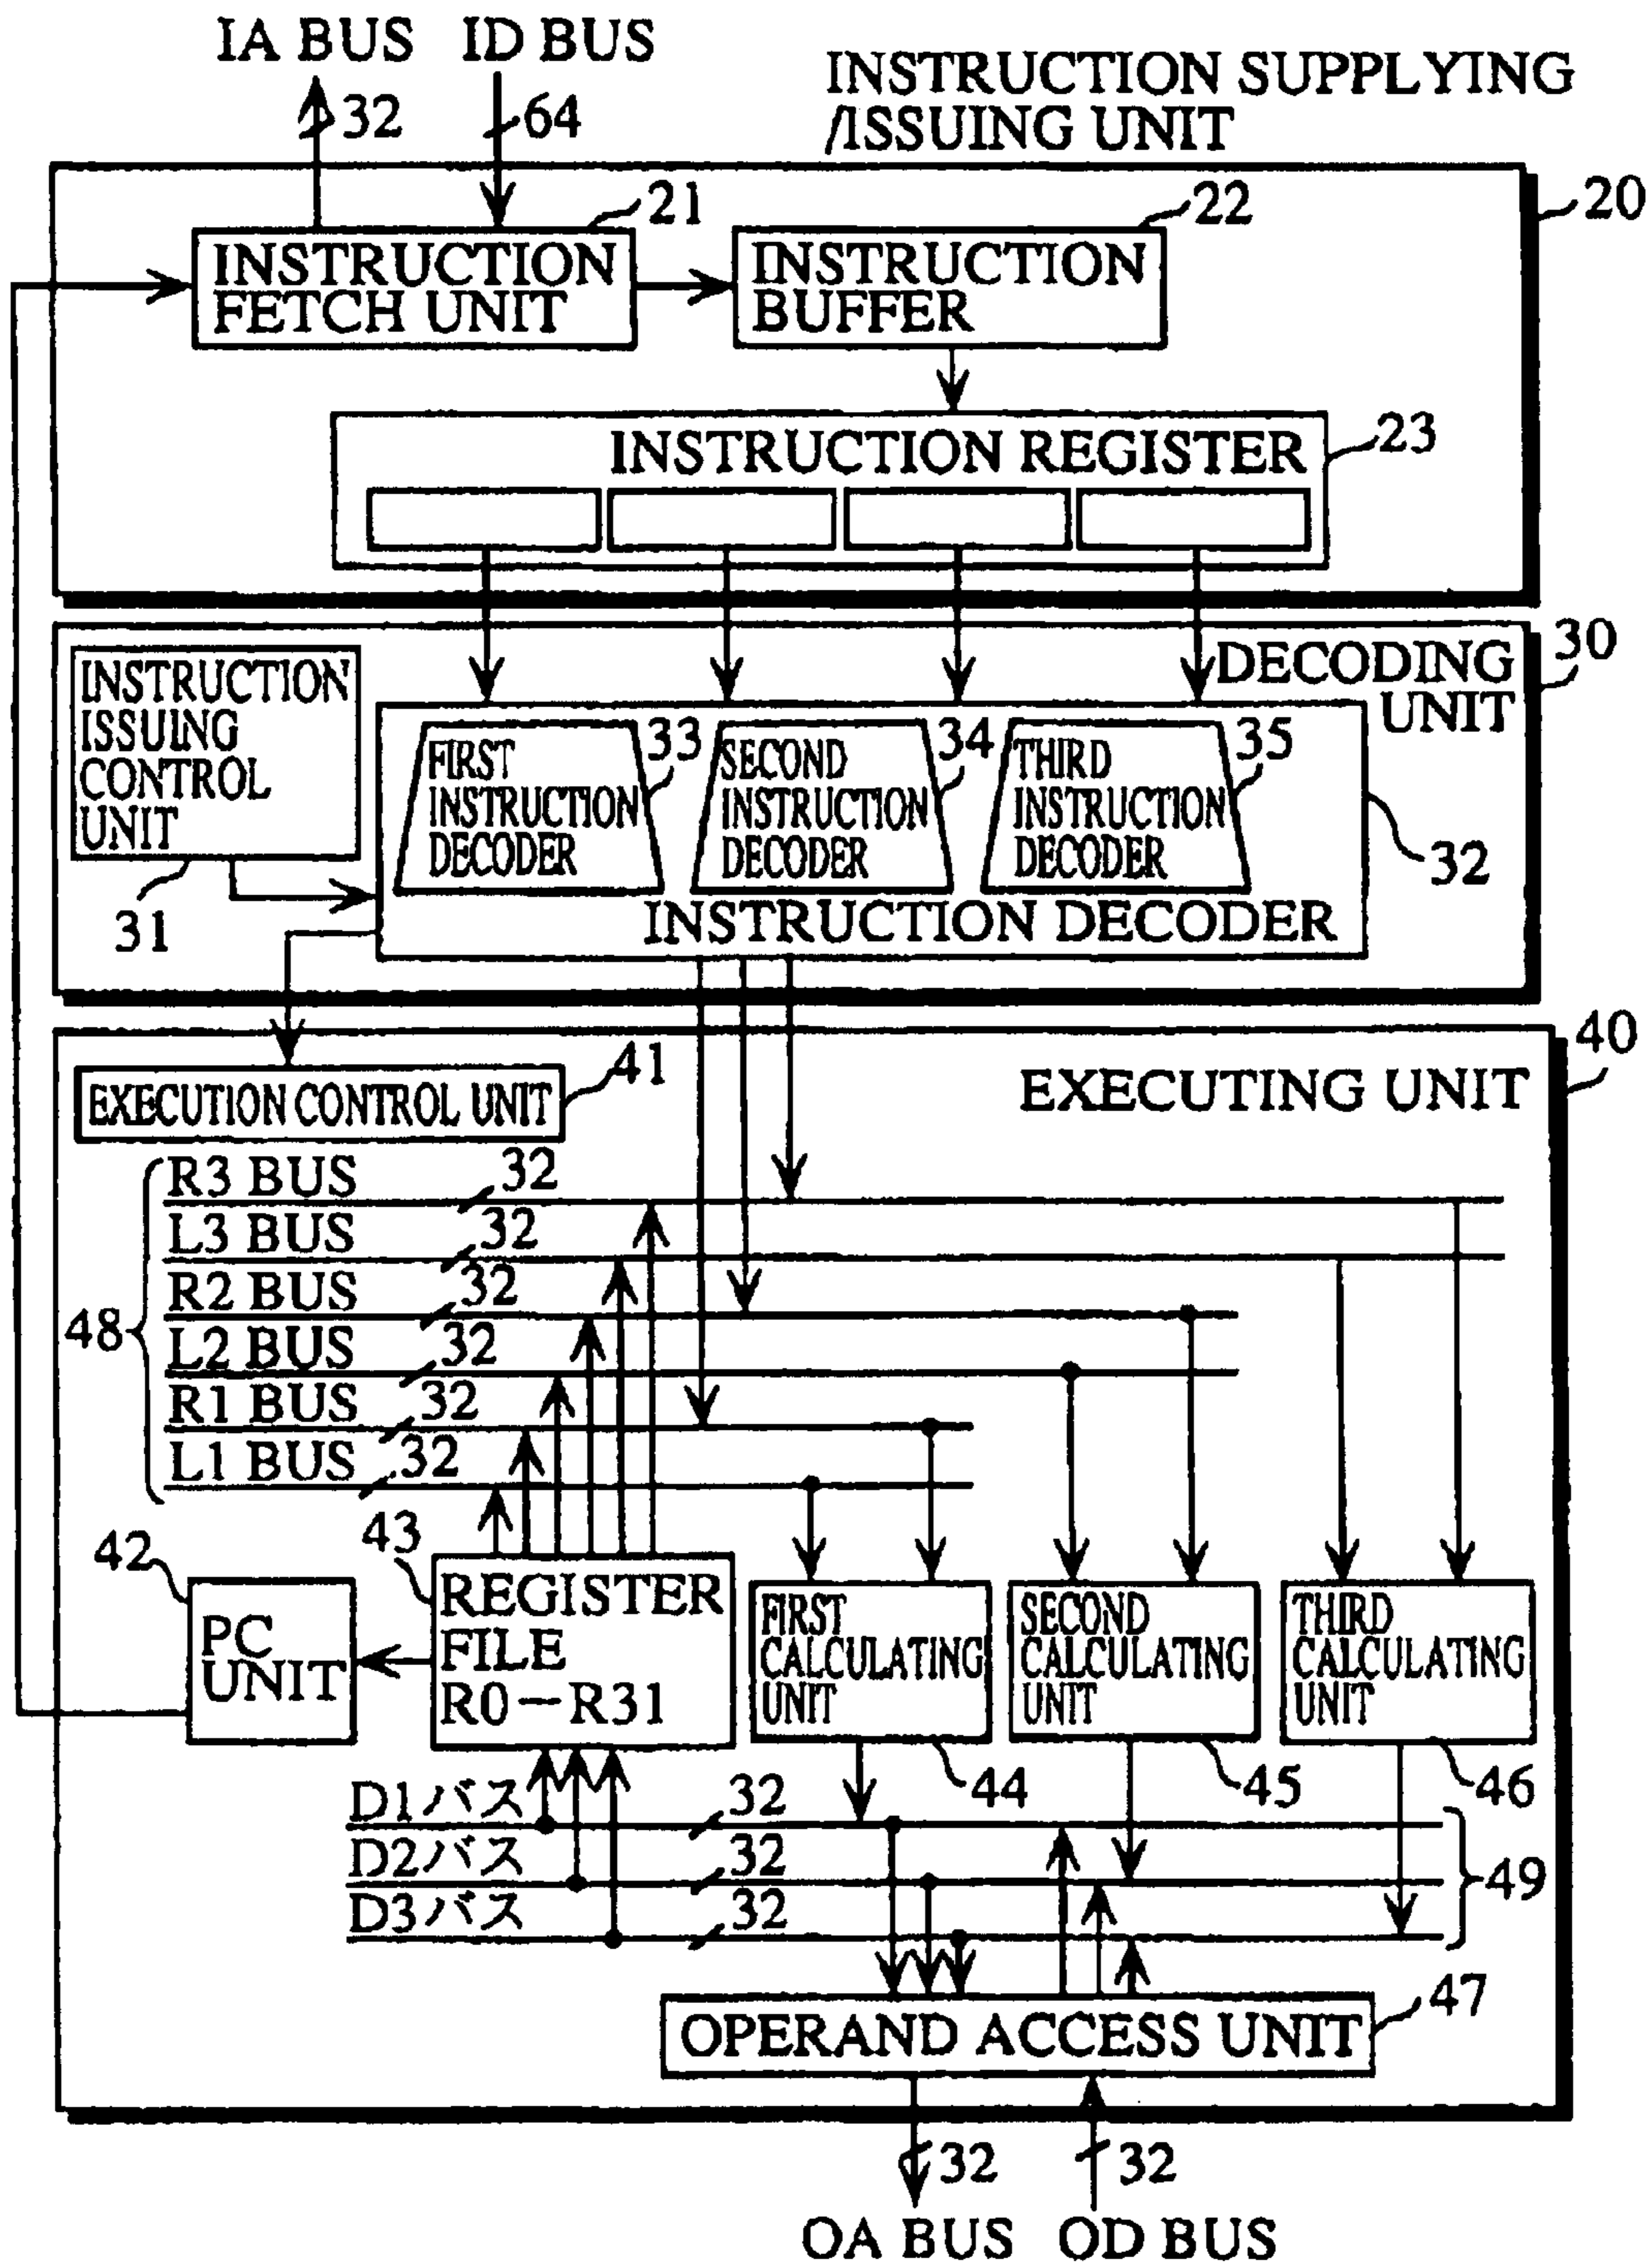 IA BUS
ID BUS
32
64
INSTRUCTION SUPPLYING
/ISSUING UNIT
20
21
INSTRUCTION
FETCH UNIT
22
INSTRUCTION
BUFFER
23
INSTRUCTION REGISTER
30
DECODING
UNIT
INSTRUCTION
ISSUING
CONTROL
UNIT
31
33
FIRST
INSTRUCTION
DECODER
34
SECOND
INSTRUCTION
DECODER
35
THIRD
INSTRUCTION
DECODER
32
INSTRUCTION DECODER
40
EXECUTING UNIT
41
EXECUTION CONTROL UNIT
R3 BUS
32
L3 BUS
32
R2 BUS
32
48
L2 BUS
32
R1 BUS
32
L1 BUS
32
42
PC
UNIT
43
REGISTER
FILE
R0-R31
FIRST
CALCULATING
UNIT
44
SECOND
CALCULATING
UNIT
45
THIRD
CALCULATING
UNIT
46
D1バス
32
D2バス
32
49
D3バス
32
47
OPERAND ACCESS UNIT
32
32
OA BUS
OD BUS